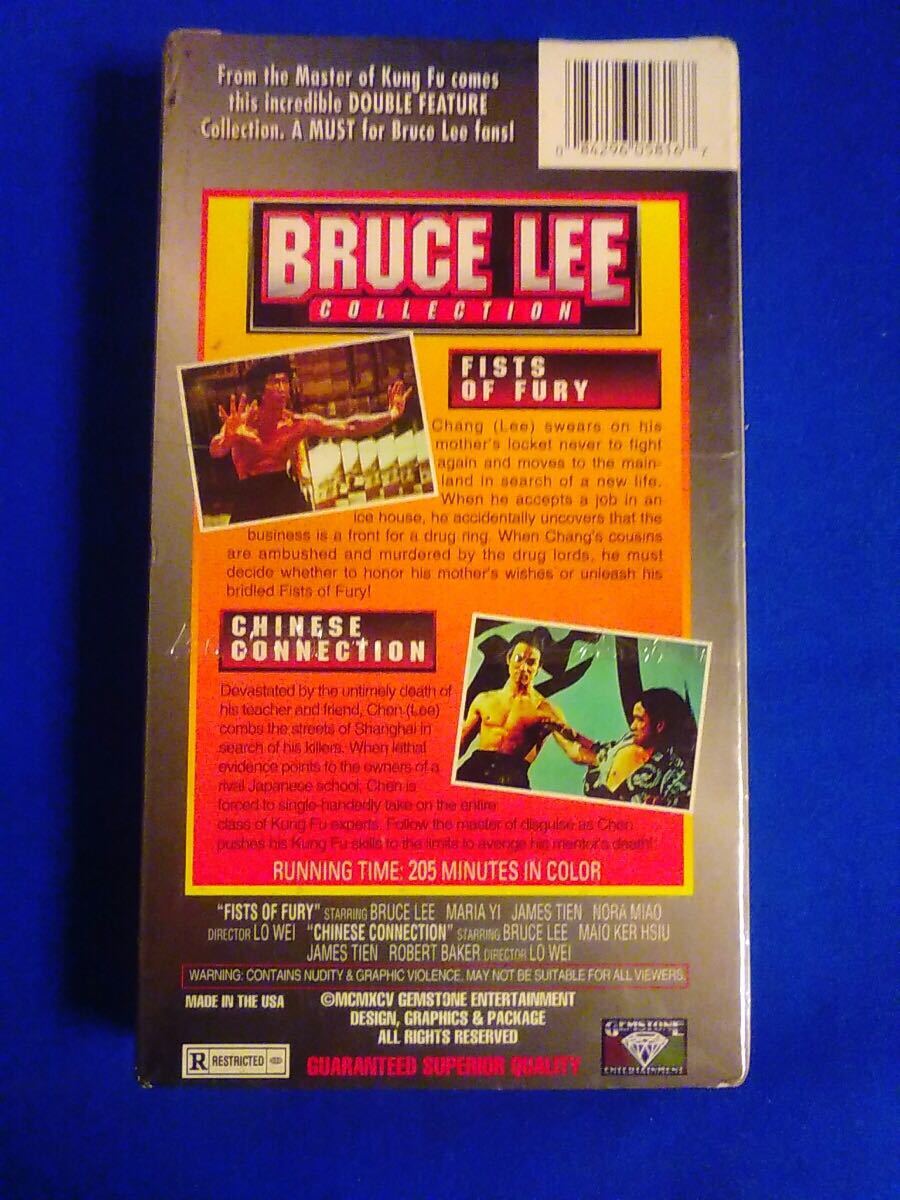 From the Master of Kung Fu comes
this incredible DOUBLE FEATURE
Collection. A MUST for Bruce Lee fans!
0 84296 05816 7
BRUCE LEE
COLLECTION
FISTS
OF FURY
Chang (Lee) swears on his
mother's locket never to fight
again and moves to the main-
land in search of a new life.
When he accepts a job in an
ice house, he accidentally uncovers that the
business is a front for a drug ring. When Chang's cousins
are ambushed and murdered by the drug lords, he must
decide whether to honor his mother's wishes or unleash his
bridled Fists of Fury!
CHINESE
CONNECTION
Devastated by the untimely death of
his teacher and friend, Chen (Lee)
combs the streets of Shanghai in
search of his killers. When lethal
evidence points to the owners of a
rival Japanese school, Chen is
forced to single-handedly take on the entire
class of Kung Fu experts. Follow the master of disguise as Chen
pushes his Kung Fu skills to the limits to avenge his mentor's death!
RUNNING TIME: 205 MINUTES IN COLOR
"FISTS OF FURY" STARRING BRUCE LEE MARIA YI JAMES TIEN NORA MIAO
DIRECTOR LO WEI "CHINESE CONNECTION" STARRING BRUCE LEE MAIO KER HSIU
JAMES TIEN ROBERT BAKER DIRECTOR LO WEI
WARNING: CONTAINS NUDITY & GRAPHIC VIOLENCE. MAY NOT BE SUITABLE FOR ALL VIEWERS.
MADE IN THE USA
©MCMXCV GEMSTONE ENTERTAINMENT
DESIGN, GRAPHICS & PACKAGE
ALL RIGHTS RESERVED
R RESTRICTED
GUARANTEED SUPERIOR QUALITY
GEMSTONE
ENTERTAINMENT